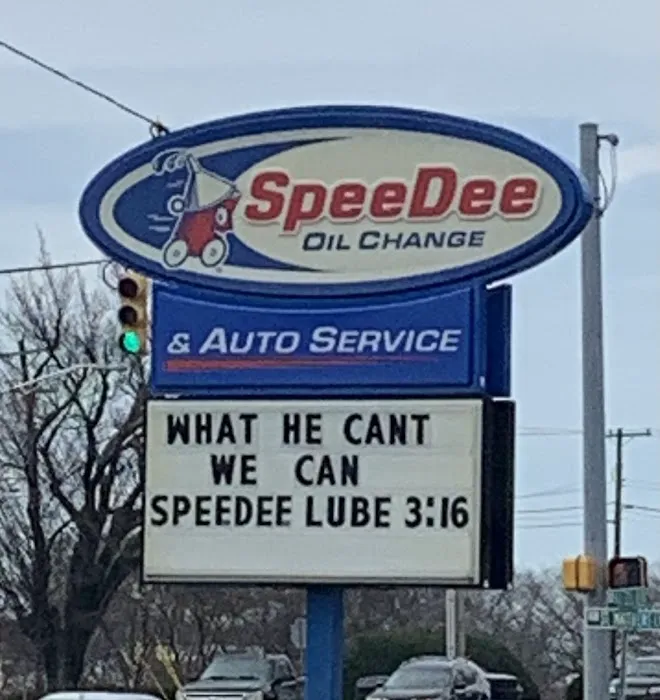 SpeeDee
OIL CHANGE
& AUTO SERVICE
WHAT HE CANT
WE CAN
SPEEDEE LUBE 3:16